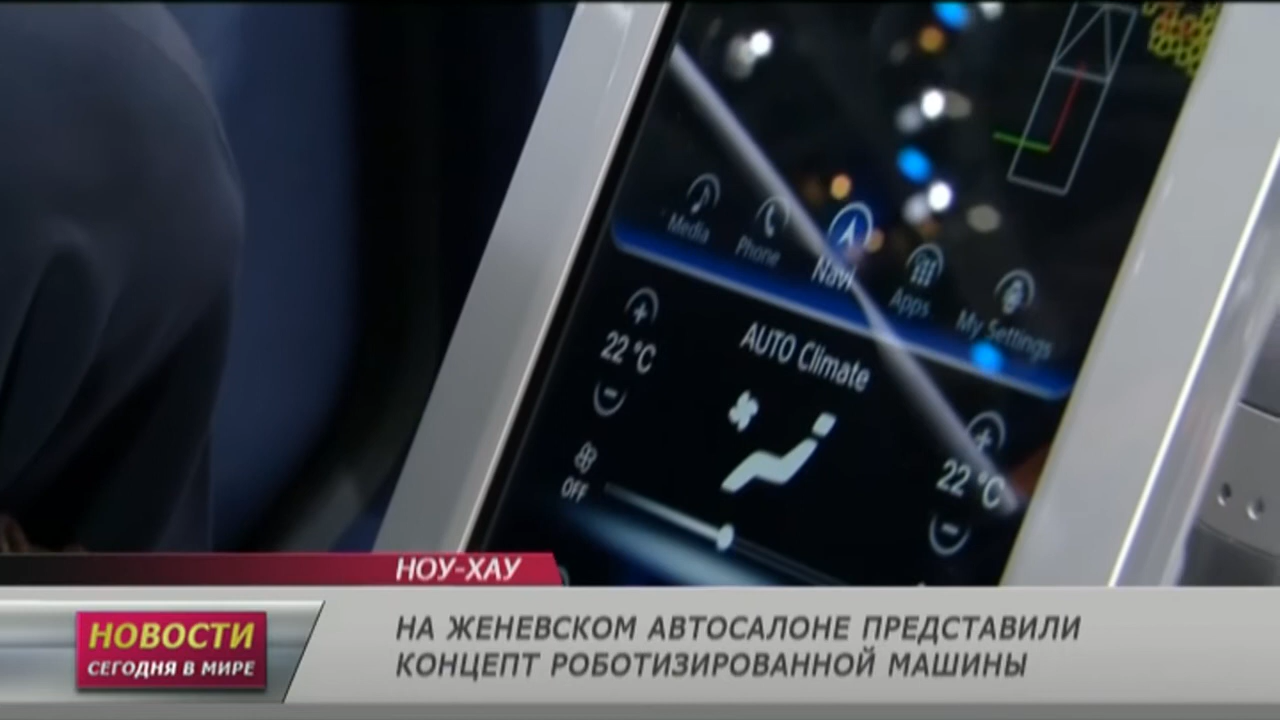 Media
Phone
Navi
Apps
My Settings
22 °C
AUTO Climate
22 °C
OFF
НОУ-ХАУ
НОВОСТИ
СЕГОДНЯ В МИРЕ
НА ЖЕНЕВСКОМ АВТОСАЛОНЕ ПРЕДСТАВИЛИ
КОНЦЕПТ РОБОТИЗИРОВАННОЙ МАШИНЫ